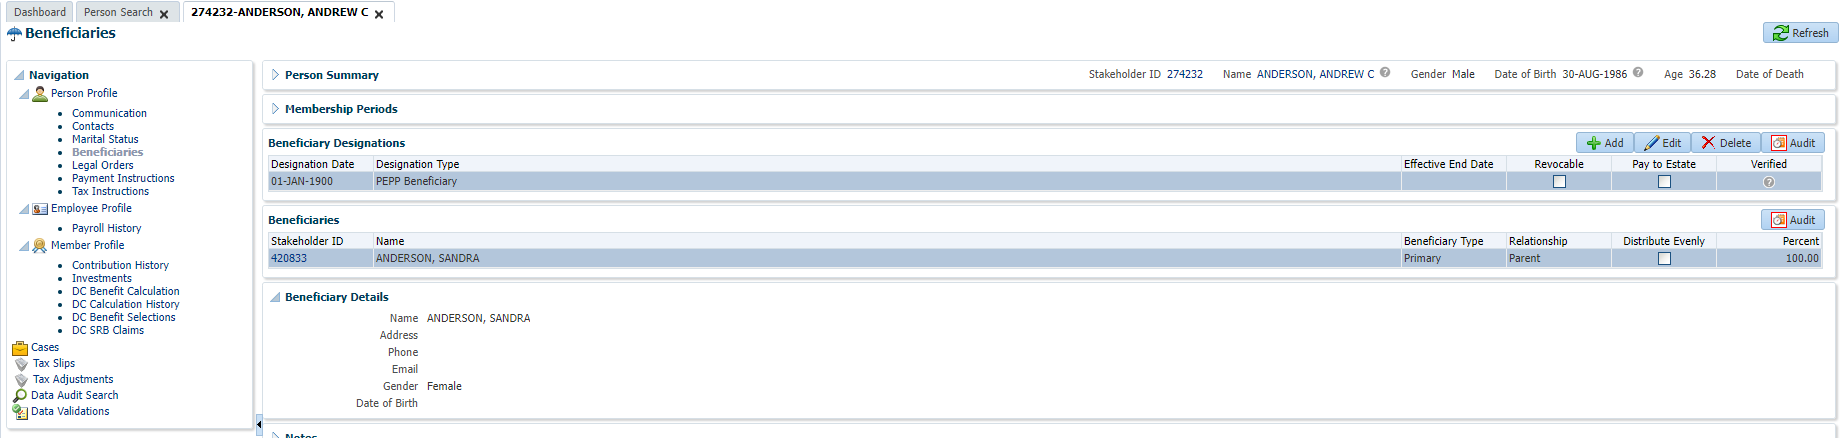 Dashboard Person Search 274232-ANDERSON, ANDREW C
Beneficiaries Refresh
Navigation
Person Profile
Communication
Contacts
Marital Status
Beneficiaries
Legal Orders
Payment Instructions
Tax Instructions
Employee Profile
Payroll History
Member Profile
Contribution History
Investments
DC Benefit Calculation
DC Calculation History
DC Benefit Selections
DC SRB Claims
Cases
Tax Slips
Tax Adjustments
Data Audit Search
Data Validations
Person Summary Stakeholder ID 274232 Name ANDERSON, ANDREW C ? Gender Male Date of Birth 30-AUG-1986 ? Age 36.28 Date of Death
Membership Periods
Beneficiary Designations Add Edit Delete Audit
Designation Date Designation Type Effective End Date Revocable Pay to Estate Verified
01-JAN-1900 PEPP Beneficiary ?
Beneficiaries Audit
Stakeholder ID Name Beneficiary Type Relationship Distribute Evenly Percent
420833 ANDERSON, SANDRA Primary Parent 100.00
Beneficiary Details
Name ANDERSON, SANDRA
Address
Phone
Email
Gender Female
Date of Birth
Notes